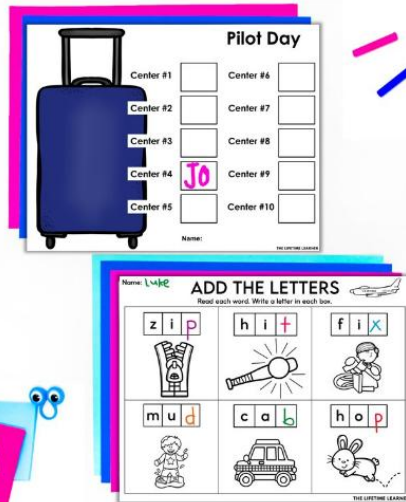 Pilot Day
Center #1
Center #6
Center #2
Center #7
Center #3
Center #8
Center #4 JO
Center #9
Center #5
Center #10
Name:
THE LIFETIME LEARNER
Name: Luke
ADD THE LETTERS
Read each word. Write a letter in each box.
z i p
h i t
f i x
m u d
c a b
h o p
THE LIFETIME LEARNER